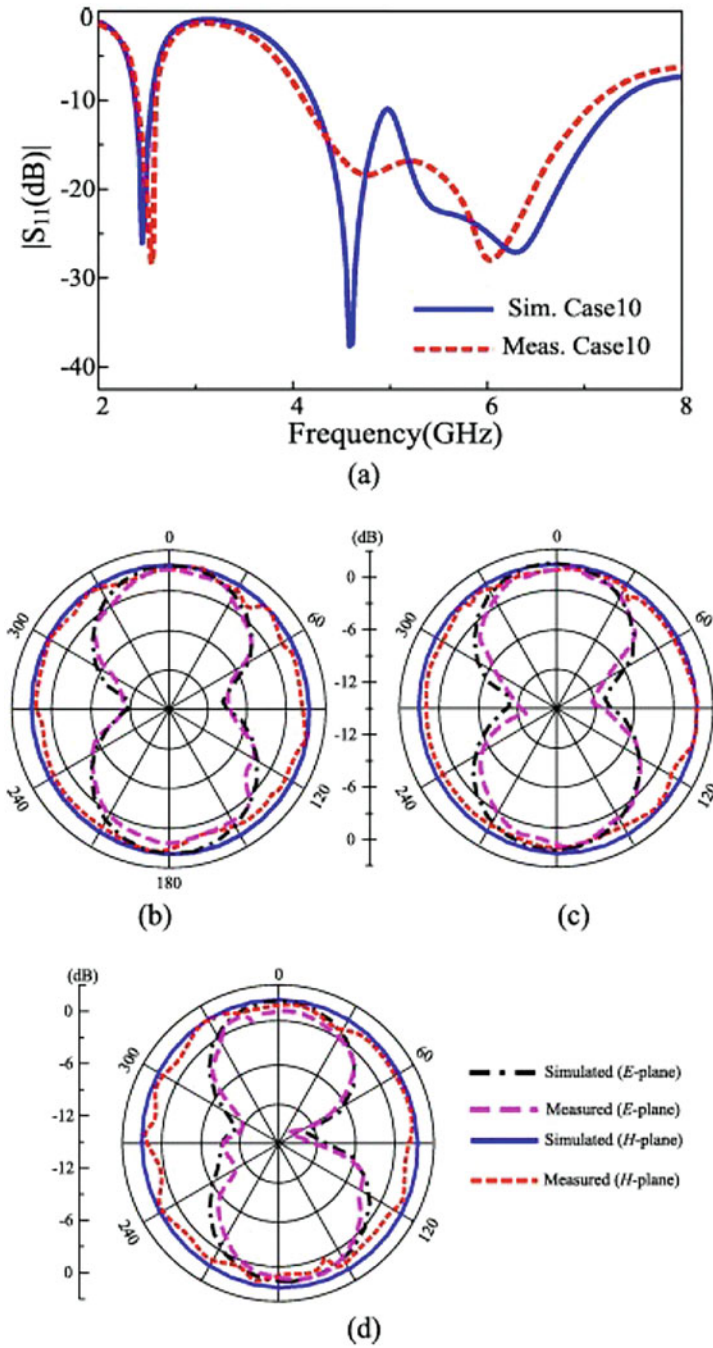 0
-10
-20
-30
-40
|S11(dB)|
Sim. Case10
Meas. Case10
2 4 6 8
Frequency(GHz)
(a)
0 (dB) 0
0
300 60 -6 300 60
-12
-12
240 120 -6 240 120
0
180
(b) (c)
(dB) 0
0
300 60
-6
-12
-12
240 120
-6
0
Simulated (E-plane)
Measured (E-plane)
Simulated (H-plane)
Measured (H-plane)
(d)